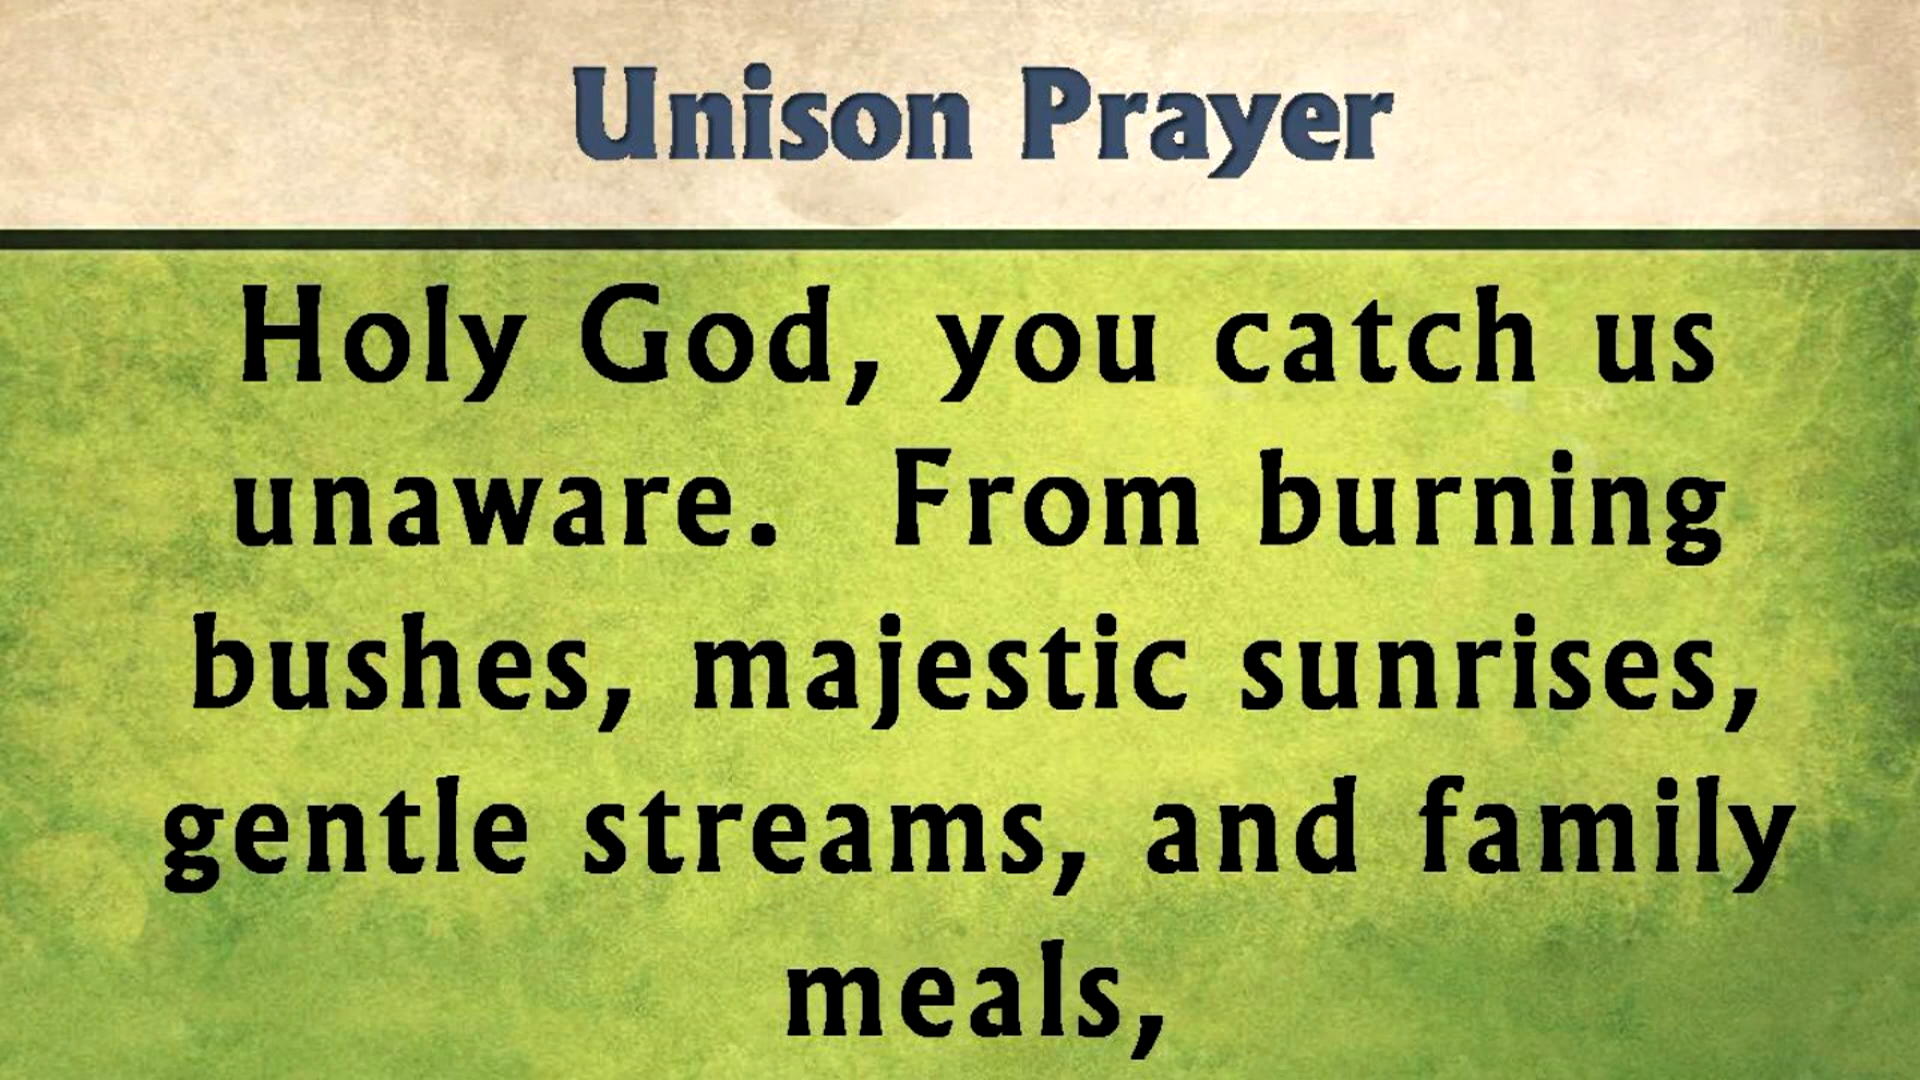 Unison Prayer
Holy God, you catch us
unaware.  From burning
bushes, majestic sunrises,
gentle streams, and family
meals,